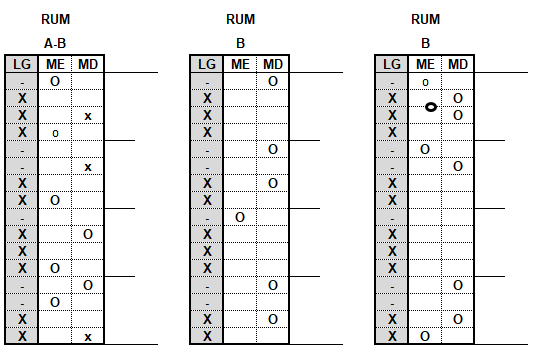 RUM RUM RUM
A-B B B
LG ME MD LG ME MD LG ME MD
- O - O - o
X X X O
X x X X O O
X o X X
- - O - O
- x - - O
X X O X
X O X X
- - O -
X O X X
X X X
X O X X
- O - O - O
- O - -
X X O X O
X x X X O